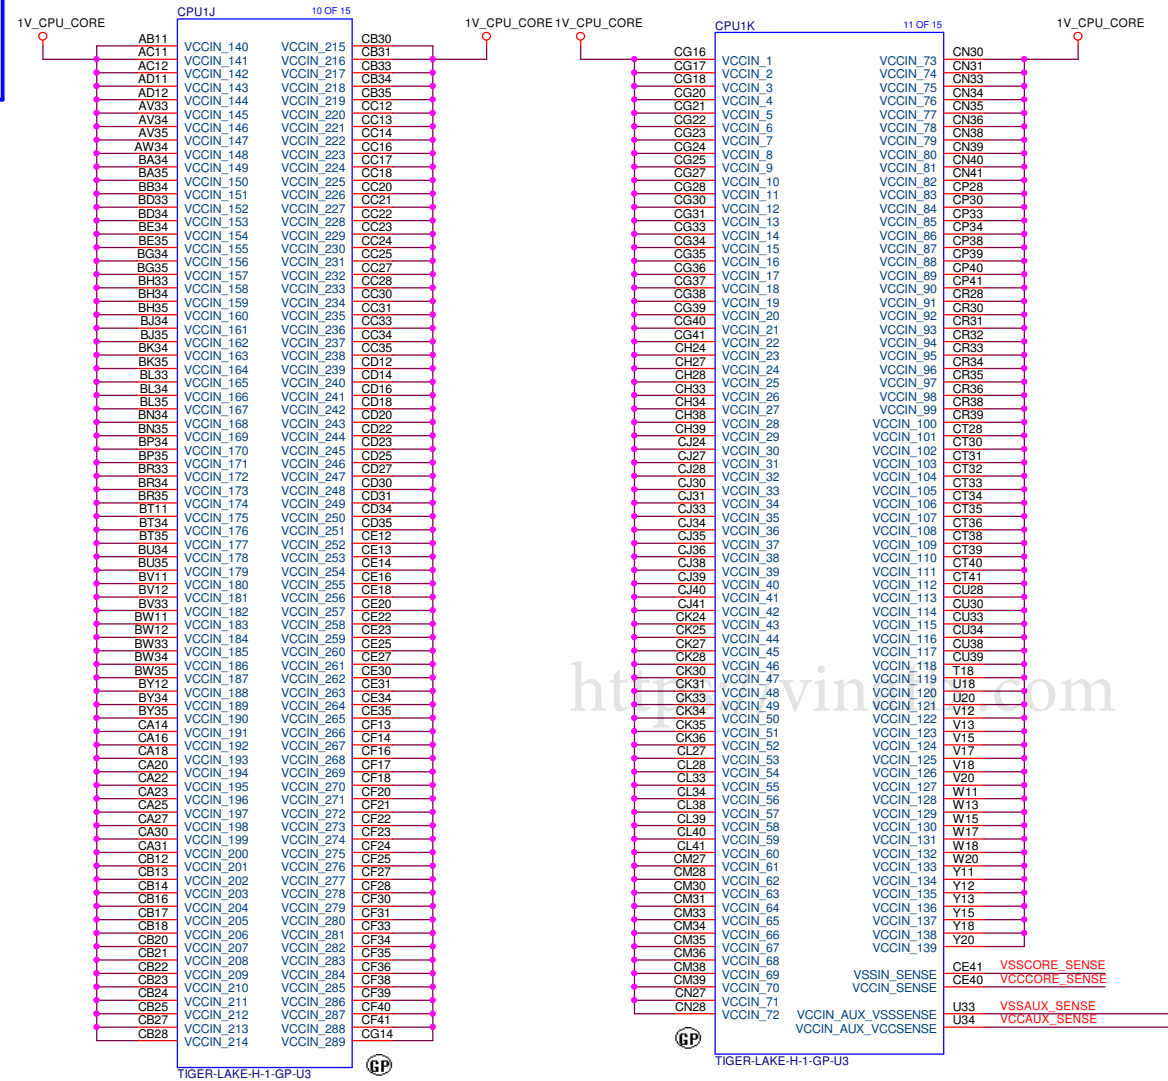 1V_CPU_CORE
CPU1J
10 OF 15
1V_CPU_CORE
AB11 VCCIN_140 VCCIN_215 CB30
AC11 VCCIN_141 VCCIN_216 CB31
AC12 VCCIN_142 VCCIN_217 CB33
AD11 VCCIN_143 VCCIN_218 CB34
AD12 VCCIN_144 VCCIN_219 CB35
AV33 VCCIN_145 VCCIN_220 CC12
AV34 VCCIN_146 VCCIN_221 CC13
AV35 VCCIN_147 VCCIN_222 CC14
AW34 VCCIN_148 VCCIN_223 CC16
BA34 VCCIN_149 VCCIN_224 CC17
BA35 VCCIN_150 VCCIN_225 CC18
BB34 VCCIN_151 VCCIN_226 CC20
BD33 VCCIN_152 VCCIN_227 CC21
BD34 VCCIN_153 VCCIN_228 CC22
BE34 VCCIN_154 VCCIN_229 CC23
BE35 VCCIN_155 VCCIN_230 CC24
BG34 VCCIN_156 VCCIN_231 CC25
BG35 VCCIN_157 VCCIN_232 CC27
BH33 VCCIN_158 VCCIN_233 CC28
BH34 VCCIN_159 VCCIN_234 CC30
BH35 VCCIN_160 VCCIN_235 CC31
BJ34 VCCIN_161 VCCIN_236 CC33
BJ35 VCCIN_162 VCCIN_237 CC34
BK34 VCCIN_163 VCCIN_238 CC35
BK35 VCCIN_164 VCCIN_239 CD12
BL33 VCCIN_165 VCCIN_240 CD14
BL34 VCCIN_166 VCCIN_241 CD16
BL35 VCCIN_167 VCCIN_242 CD18
BN34 VCCIN_168 VCCIN_243 CD20
BN35 VCCIN_169 VCCIN_244 CD22
BP34 VCCIN_170 VCCIN_245 CD23
BP35 VCCIN_171 VCCIN_246 CD25
BR33 VCCIN_172 VCCIN_247 CD27
BR34 VCCIN_173 VCCIN_248 CD30
BR35 VCCIN_174 VCCIN_249 CD31
BT11 VCCIN_175 VCCIN_250 CD34
BT34 VCCIN_176 VCCIN_251 CD35
BT35 VCCIN_177 VCCIN_252 CE12
BU34 VCCIN_178 VCCIN_253 CE13
BU35 VCCIN_179 VCCIN_254 CE14
BV11 VCCIN_180 VCCIN_255 CE16
BV12 VCCIN_181 VCCIN_256 CE18
BV33 VCCIN_182 VCCIN_257 CE20
BW11 VCCIN_183 VCCIN_258 CE22
BW12 VCCIN_184 VCCIN_259 CE23
BW33 VCCIN_185 VCCIN_260 CE25
BW34 VCCIN_186 VCCIN_261 CE27
BW35 VCCIN_187 VCCIN_262 CE30
BY12 VCCIN_188 VCCIN_263 CE31
BY34 VCCIN_189 VCCIN_264 CE34
BY35 VCCIN_190 VCCIN_265 CE35
CA14 VCCIN_191 VCCIN_266 CF13
CA16 VCCIN_192 VCCIN_267 CF14
CA18 VCCIN_193 VCCIN_268 CF16
CA20 VCCIN_194 VCCIN_269 CF17
CA22 VCCIN_195 VCCIN_270 CF18
CA23 VCCIN_196 VCCIN_271 CF20
CA25 VCCIN_197 VCCIN_272 CF21
CA27 VCCIN_198 VCCIN_273 CF22
CA30 VCCIN_199 VCCIN_274 CF23
CA31 VCCIN_200 VCCIN_275 CF24
CB12 VCCIN_201 VCCIN_276 CF25
CB13 VCCIN_202 VCCIN_277 CF27
CB14 VCCIN_203 VCCIN_278 CF28
CB16 VCCIN_204 VCCIN_279 CF30
CB17 VCCIN_205 VCCIN_280 CF31
CB18 VCCIN_206 VCCIN_281 CF33
CB20 VCCIN_207 VCCIN_282 CF34
CB21 VCCIN_208 VCCIN_283 CF35
CB22 VCCIN_209 VCCIN_284 CF36
CB23 VCCIN_210 VCCIN_285 CF38
CB24 VCCIN_211 VCCIN_286 CF39
CB25 VCCIN_212 VCCIN_287 CF40
CB27 VCCIN_213 VCCIN_288 CF41
CB28 VCCIN_214 VCCIN_289 CG14
GP
TIGER-LAKE-H-1-GP-U3
1V_CPU_CORE
CPU1K
11 OF 15
1V_CPU_CORE
CG16 VCCIN_1 VCCIN_73 CN30
CG17 VCCIN_2 VCCIN_74 CN31
CG18 VCCIN_3 VCCIN_75 CN33
CG20 VCCIN_4 VCCIN_76 CN34
CG21 VCCIN_5 VCCIN_77 CN35
CG22 VCCIN_6 VCCIN_78 CN36
CG23 VCCIN_7 VCCIN_79 CN38
CG24 VCCIN_8 VCCIN_80 CN39
CG25 VCCIN_9 VCCIN_81 CN40
CG27 VCCIN_10 VCCIN_82 CN41
CG28 VCCIN_11 VCCIN_83 CP28
CG30 VCCIN_12 VCCIN_84 CP30
CG31 VCCIN_13 VCCIN_85 CP33
CG33 VCCIN_14 VCCIN_86 CP34
CG34 VCCIN_15 VCCIN_87 CP38
CG35 VCCIN_16 VCCIN_88 CP39
CG36 VCCIN_17 VCCIN_89 CP40
CG37 VCCIN_18 VCCIN_90 CP41
CG38 VCCIN_19 VCCIN_91 CR28
CG39 VCCIN_20 VCCIN_92 CR30
CG40 VCCIN_21 VCCIN_93 CR31
CG41 VCCIN_22 VCCIN_94 CR32
CH24 VCCIN_23 VCCIN_95 CR33
CH27 VCCIN_24 VCCIN_96 CR34
CH28 VCCIN_25 VCCIN_97 CR35
CH33 VCCIN_26 VCCIN_98 CR36
CH34 VCCIN_27 VCCIN_99 CR38
CH38 VCCIN_28 VCCIN_100 CR39
CH39 VCCIN_29 VCCIN_101 CT28
CJ24 VCCIN_30 VCCIN_102 CT30
CJ27 VCCIN_31 VCCIN_103 CT31
CJ28 VCCIN_32 VCCIN_104 CT32
CJ30 VCCIN_33 VCCIN_105 CT33
CJ31 VCCIN_34 VCCIN_106 CT34
CJ33 VCCIN_35 VCCIN_107 CT35
CJ34 VCCIN_36 VCCIN_108 CT36
CJ35 VCCIN_37 VCCIN_109 CT38
CJ36 VCCIN_38 VCCIN_110 CT39
CJ38 VCCIN_39 VCCIN_111 CT40
CJ39 VCCIN_40 VCCIN_112 CT41
CJ40 VCCIN_41 VCCIN_113 CU28
CJ41 VCCIN_42 VCCIN_114 CU30
CK24 VCCIN_43 VCCIN_115 CU33
CK25 VCCIN_44 VCCIN_116 CU34
CK27 VCCIN_45 VCCIN_117 CU38
CK28 VCCIN_46 VCCIN_118 CU39
CK30 VCCIN_47 VCCIN_119 T18
CK31 VCCIN_48 VCCIN_120 U18
CK33 VCCIN_49 VCCIN_121 U20
CK34 VCCIN_50 VCCIN_122 V12
CK35 VCCIN_51 VCCIN_123 V13
CK36 VCCIN_52 VCCIN_124 V15
CL27 VCCIN_53 VCCIN_125 V17
CL28 VCCIN_54 VCCIN_126 V18
CL33 VCCIN_55 VCCIN_127 V20
CL34 VCCIN_56 VCCIN_128 W11
CL38 VCCIN_57 VCCIN_129 W13
CL39 VCCIN_58 VCCIN_130 W15
CL40 VCCIN_59 VCCIN_131 W17
CL41 VCCIN_60 VCCIN_132 W18
CM27 VCCIN_61 VCCIN_133 W20
CM28 VCCIN_62 VCCIN_134 Y11
CM30 VCCIN_63 VCCIN_135 Y12
CM31 VCCIN_64 VCCIN_136 Y13
CM33 VCCIN_65 VCCIN_137 Y15
CM34 VCCIN_66 VCCIN_138 Y18
CM35 VCCIN_67 VCCIN_139 Y20
CM36 VCCIN_68
CM38 VCCIN_69 VSSIN_SENSE CE41 VSSCORE_SENSE
CM39 VCCIN_70 VCCIN_SENSE CE40 VCCCORE_SENSE
CN27 VCCIN_71
CN28 VCCIN_72 VCCIN_AUX_VSSSENSE U33 VSSAUX_SENSE
VCCIN_AUX_VCCSENSE U34 VCCAUX_SENSE
GP
TIGER-LAKE-H-1-GP-U3
https://vinafix.com